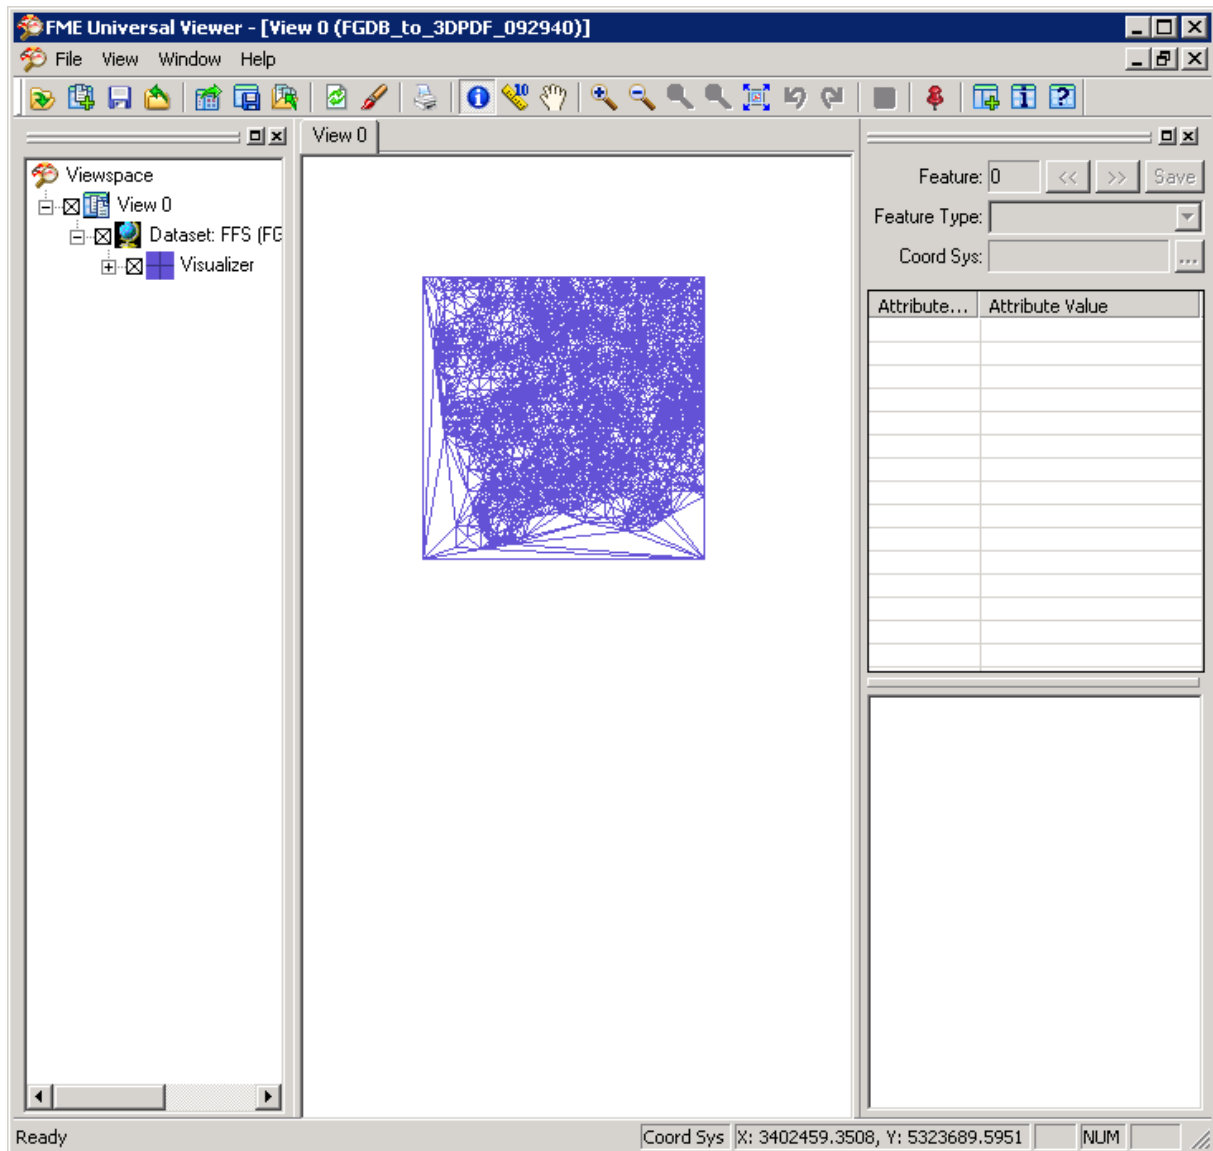 FME Universal Viewer - [View 0 (FGDB_to_3DPDF_092940)]
File View Window Help
10
View 0
Viewspace
View 0
Dataset: FFS (FG
Visualizer
Feature: 0 << >> Save
Feature Type:
Coord Sys: ...
Attribute... Attribute Value
Ready Coord Sys X: 3402459.3508, Y: 5323689.5951 NUM